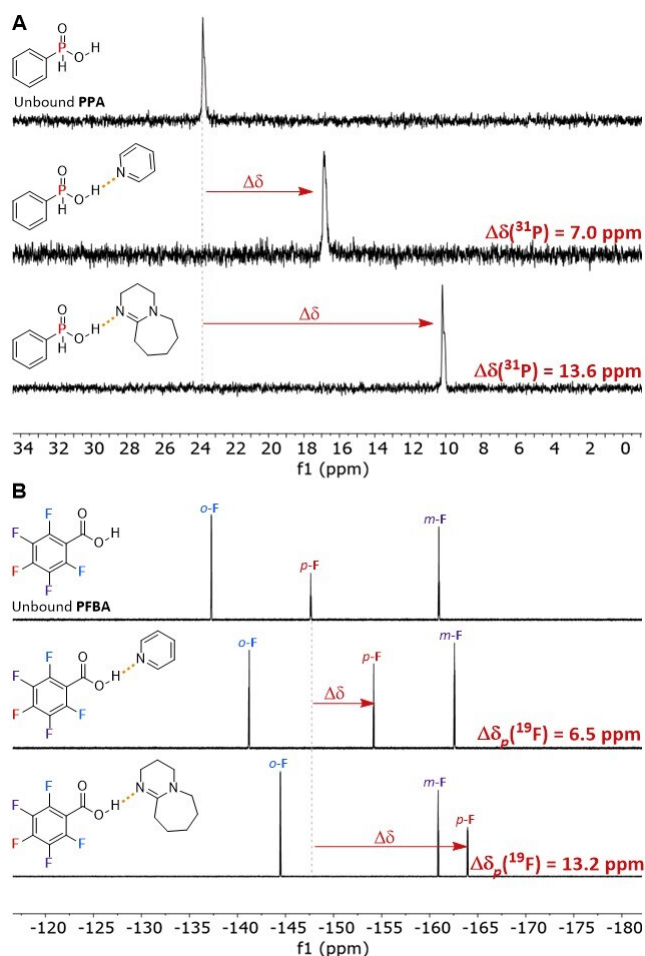 A
O
P
O
H
H
Unbound PPA
N
O
P
O
H
H
Δδ
Δδ(³¹P) = 7.0 ppm
N
N
O
P
O
H
H
Δδ
Δδ(³¹P) = 13.6 ppm
34 32 30 28 26 24 22 20 18 16 14 12 10 8 6 4 2 0
f1 (ppm)
B
F
O
F
O
H
F
F
F
Unbound PFBA
o-F
p-F
m-F
N
F
O
F
O
H
F
F
F
o-F
p-F
m-F
Δδ
Δδp(¹⁹F) = 6.5 ppm
N
N
F
O
F
O
H
F
F
F
o-F
m-F
p-F
Δδ
Δδp(¹⁹F) = 13.2 ppm
-120 -125 -130 -135 -140 -145 -150 -155 -160 -165 -170 -175 -180
f1 (ppm)